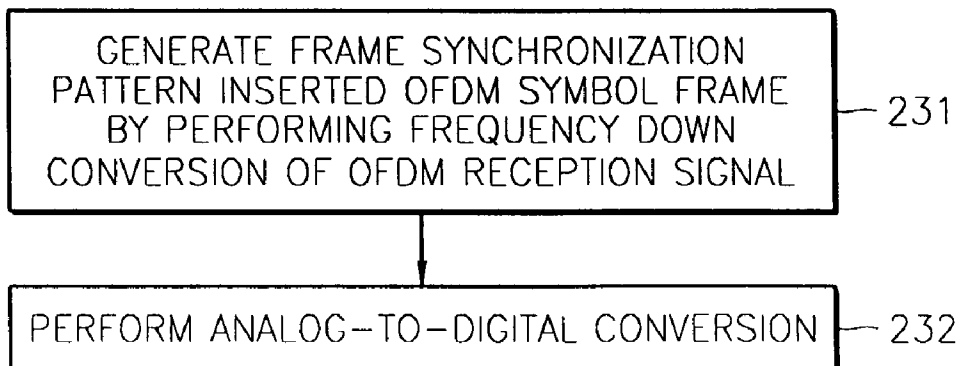 GENERATE FRAME SYNCHRONIZATION
PATTERN INSERTED OFDM SYMBOL FRAME
BY PERFORMING FREQUENCY DOWN
CONVERSION OF OFDM RECEPTION SIGNAL
231
PERFORM ANALOG-TO-DIGITAL CONVERSION
232